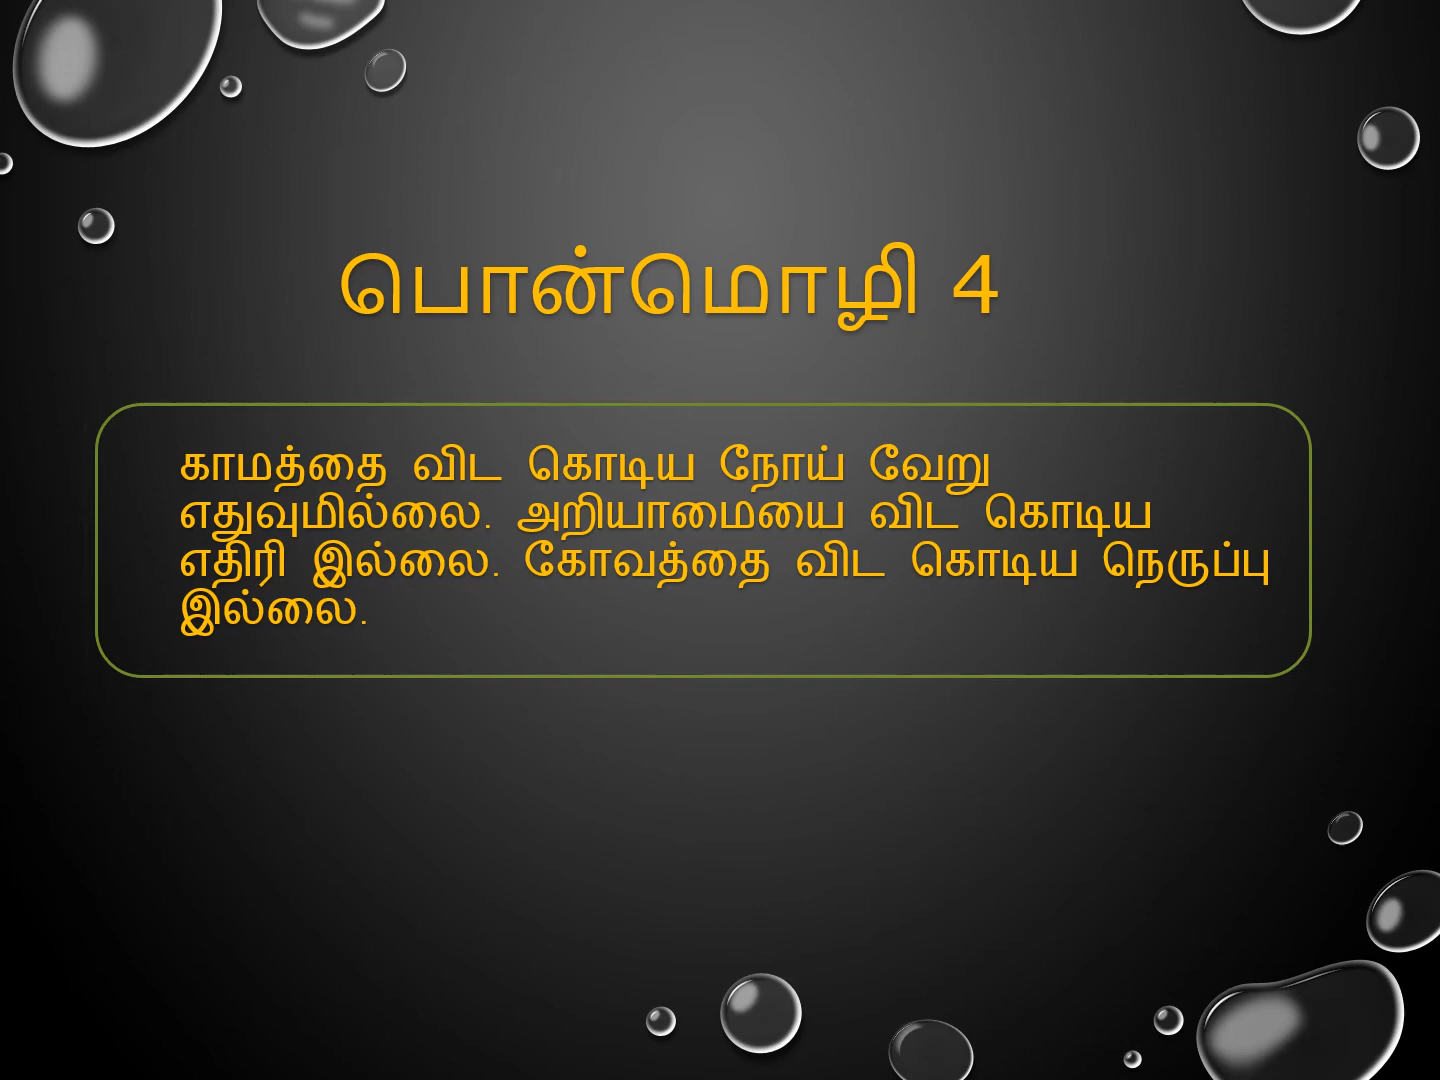 பொன்மொழி 4
காமத்தை விட கொடிய நோய் வேறு
எதுவுமில்லை. அறியாமையை விட கொடிய
எதிரி இல்லை. கோவத்தை விட கொடிய நெருப்பு
இல்லை.